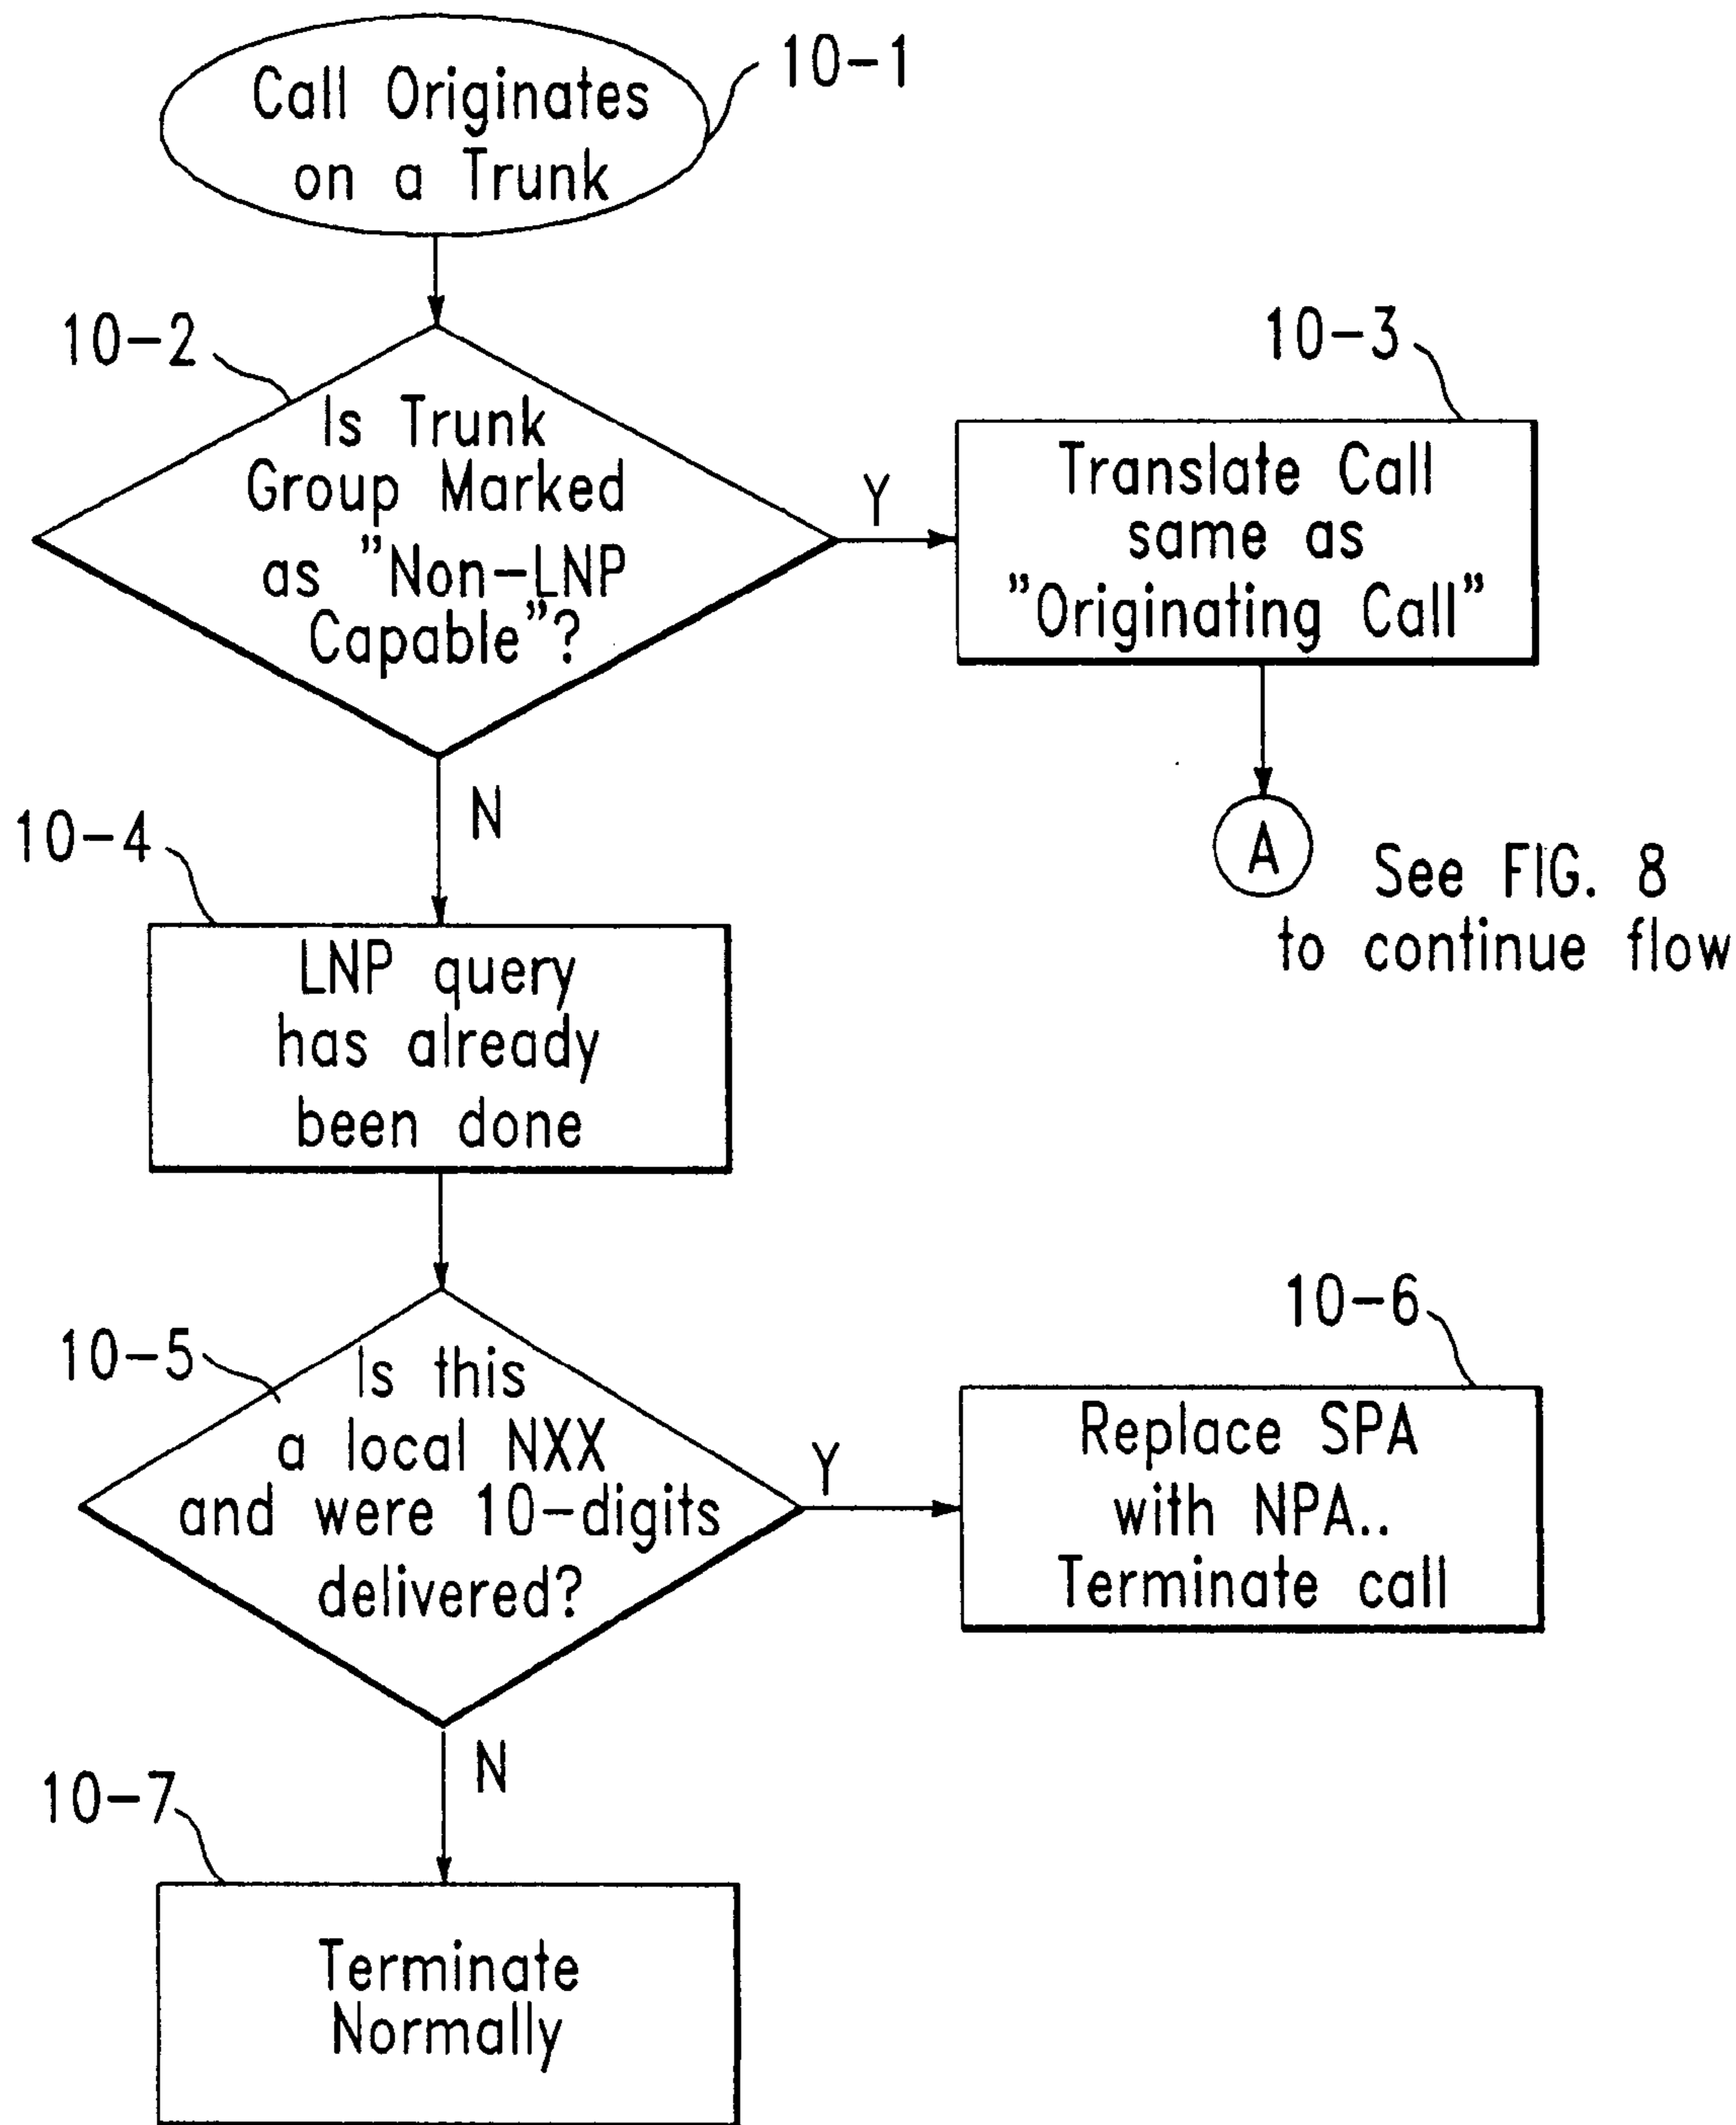 Call Originates
on a Trunk
10-1
10-2
Is Trunk
Group Marked
as "Non-LNP
Capable"?
Y
10-3
Translate Call
same as
"Originating Call"
A
See FIG. 8
to continue flow
N
10-4
LNP query
has already
been done
10-5
Is this
a local NXX
and were 10-digits
delivered?
Y
10-6
Replace SPA
with NPA..
Terminate call
N
10-7
Terminate
Normally